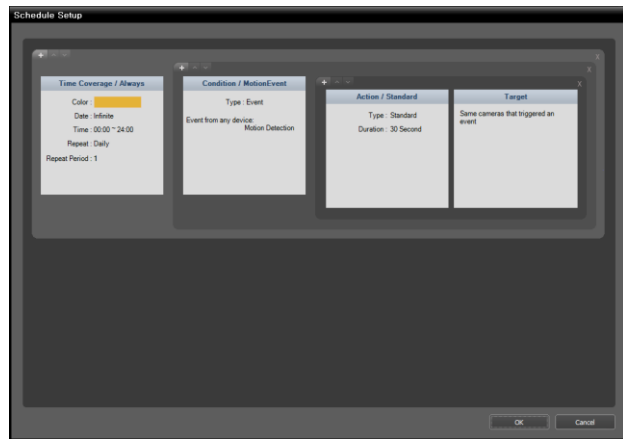 Schedule Setup
+ x
Time Coverage / Always
Color :
Date : Infinite
Time : 00:00 ~ 24:00
Repeat : Daily
Repeat Period : 1
+ x
Condition / MotionEvent
Type : Event
Event from any device:
Motion Detection
+ x
Action / Standard
Type : Standard
Duration : 30 Second
Target
Same cameras that triggered an
event
OK Cancel